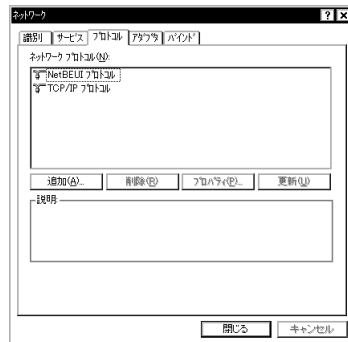 ネットワーク
識別 サービス プロトコル アダプタ バインド
ネットワーク プロトコル(N):
NetBEUI プロトコル
TCP/IP プロトコル
追加(A)... 削除(R) プロパティ(P)... 更新(U)
説明:
閉じる キャンセル